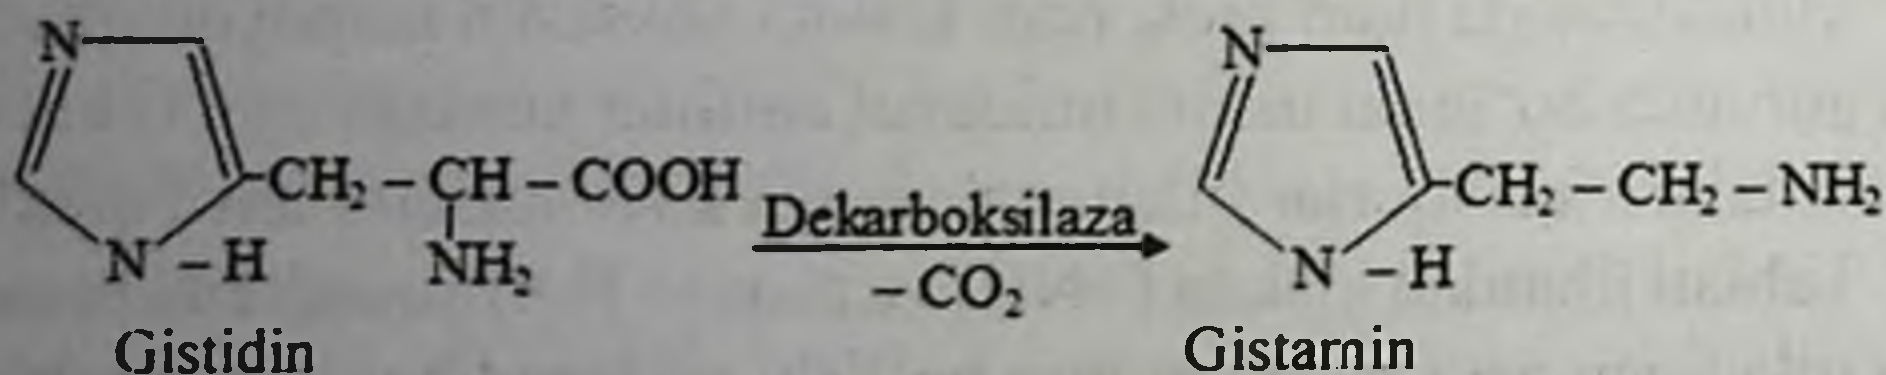 N
CH₂ – CH – COOH
N – H
NH₂
Gistidin
Dekarboksilaza
– CO₂
N
CH₂ – CH₂ – NH₂
N – H
Gistamin